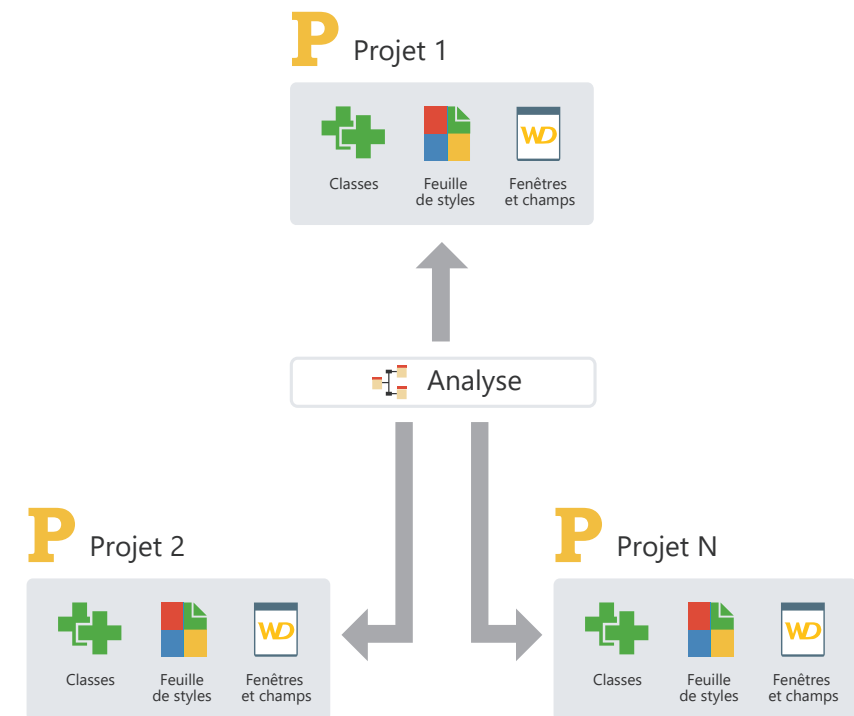 P Projet 1
WD
Classes Feuille de styles Fenêtres et champs
Analyse
P Projet 2
P Projet N
WD
WD
Classes Feuille de styles Fenêtres et champs
Classes Feuille de styles Fenêtres et champs